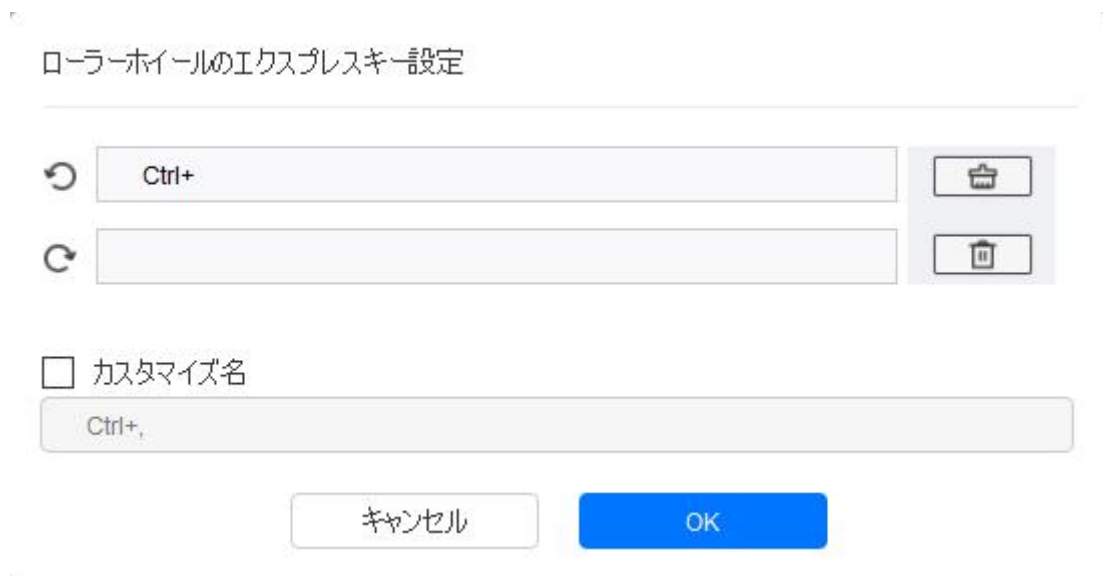 ローラーホイールのエクスプレスキー設定
Ctrl+
カスタマイズ名
Ctrl+,
キャンセル
OK